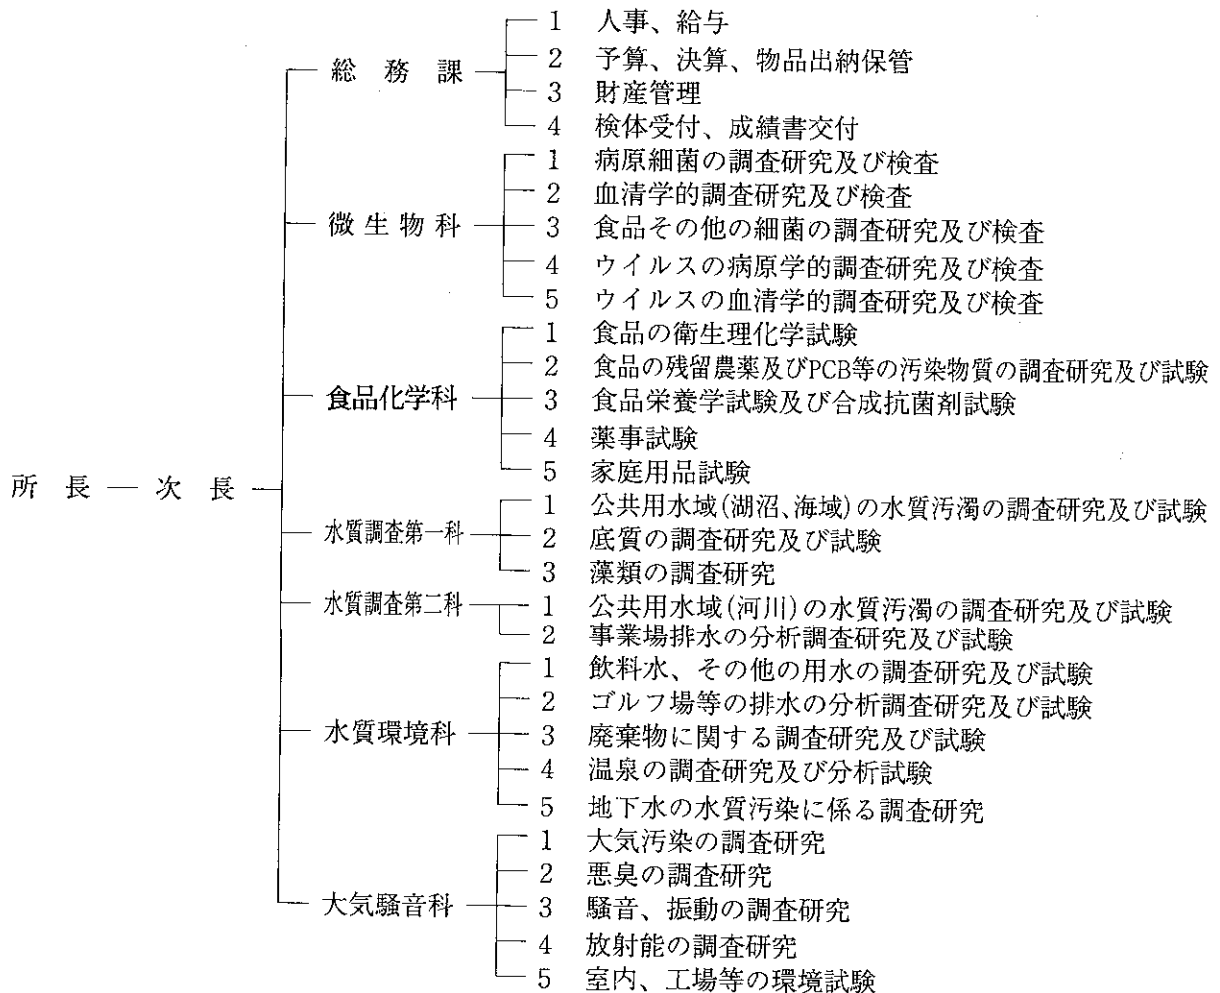 所長 次長
総務課
1 人事、給与
2 予算、決算、物品出納保管
3 財産管理
4 検体受付、成績書交付
微生物科
1 病原細菌の調査研究及び検査
2 血清学的調査研究及び検査
3 食品その他の細菌の調査研究及び検査
4 ウイルスの病原学的調査研究及び検査
5 ウイルスの血清学的調査研究及び検査
食品化学科
1 食品の衛生理化学試験
2 食品の残留農薬及びPCB等の汚染物質の調査研究及び試験
3 食品栄養学試験及び合成抗菌剤試験
4 薬事試験
5 家庭用品試験
水質調査第一科
1 公共用水域(湖沼、海域)の水質汚濁の調査研究及び試験
2 底質の調査研究及び試験
3 藻類の調査研究
水質調査第二科
1 公共用水域(河川)の水質汚濁の調査研究及び試験
2 事業場排水の分析調査研究及び試験
水質環境科
1 飲料水、その他の用水の調査研究及び試験
2 ゴルフ場等の排水の分析調査研究及び試験
3 廃棄物に関する調査研究及び試験
4 温泉の調査研究及び分析試験
5 地下水の水質汚染に係る調査研究
大気騒音科
1 大気汚染の調査研究
2 悪臭の調査研究
3 騒音、振動の調査研究
4 放射能の調査研究
5 室内、工場等の環境試験